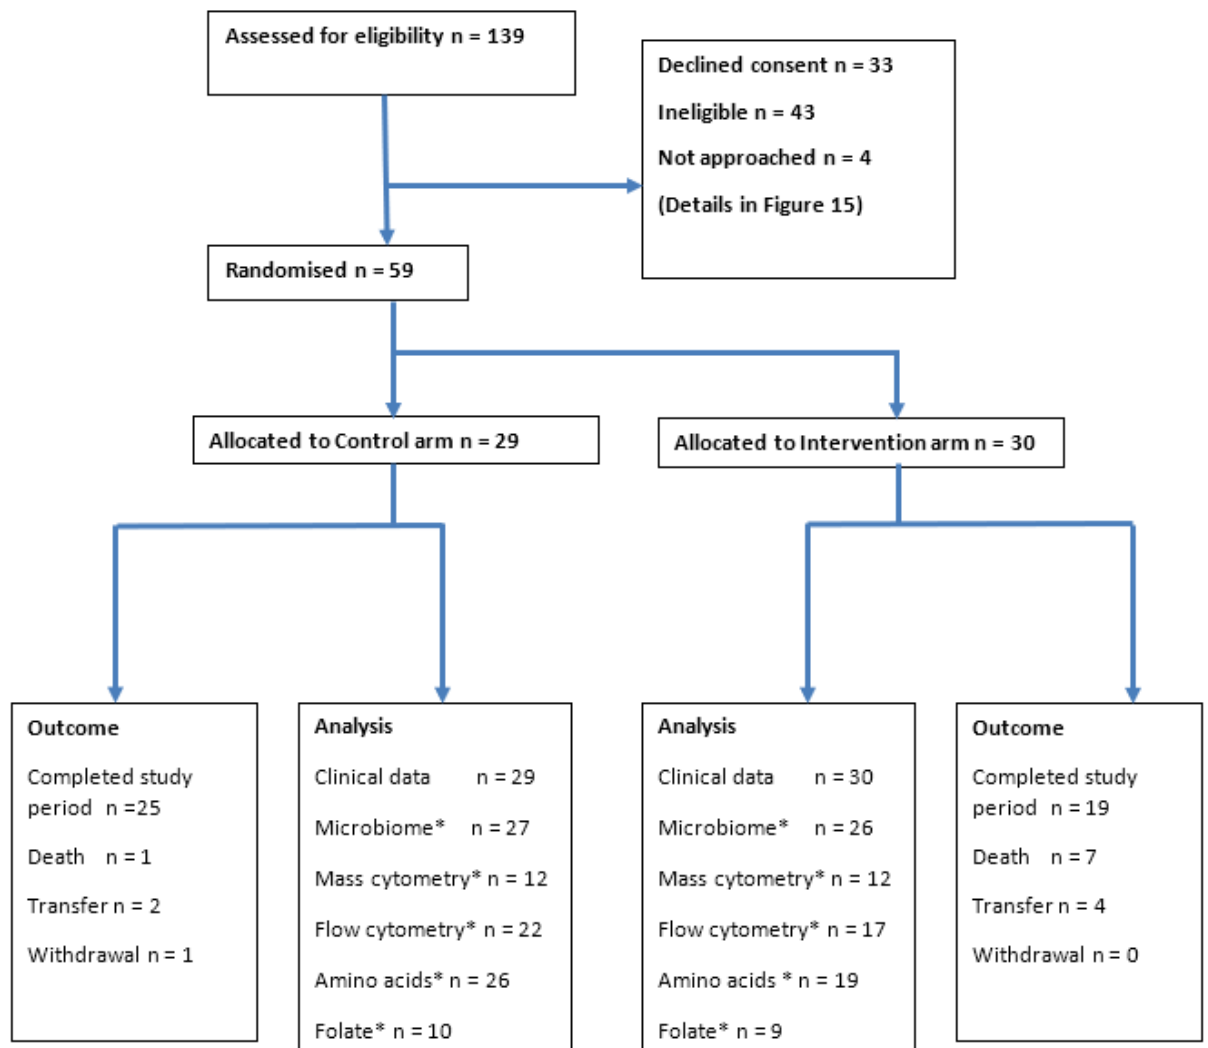 Assessed for eligibility n = 139
Declined consent n = 33
Ineligible n = 43
Not approached n = 4
(Details in Figure 15)
Randomised n = 59
Allocated to Control arm n = 29
Allocated to Intervention arm n = 30
Outcome
Completed study
period n =25
Death n = 1
Transfer n = 2
Withdrawal n = 1
Analysis
Clinical data n = 29
Microbiome* n = 27
Mass cytometry* n = 12
Flow cytometry* n = 22
Amino acids* n = 26
Folate* n = 10
Analysis
Clinical data n = 30
Microbiome* n = 26
Mass cytometry* n = 12
Flow cytometry* n = 17
Amino acids * n = 19
Folate* n = 9
Outcome
Completed study
period n = 19
Death n = 7
Transfer n = 4
Withdrawal n = 0